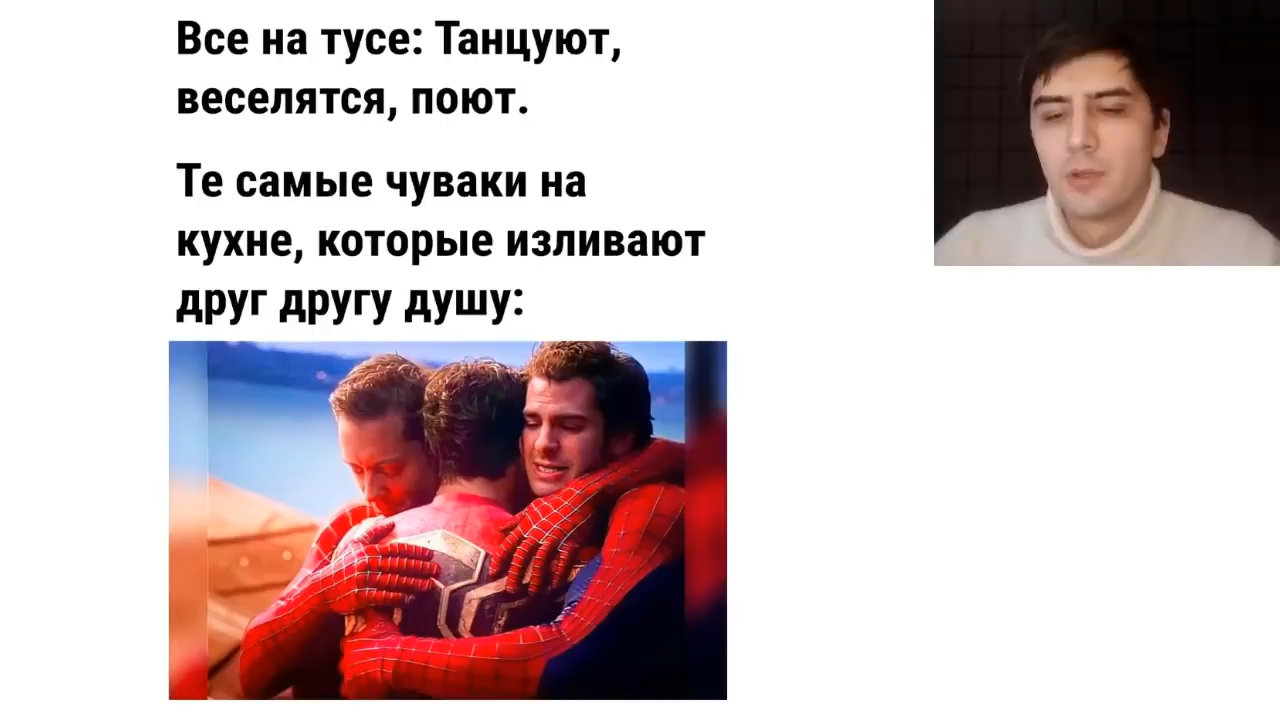 Все на тусе: Танцуют,
веселятся, поют.
Те самые чуваки на
кухне, которые изливают
друг другу душу: